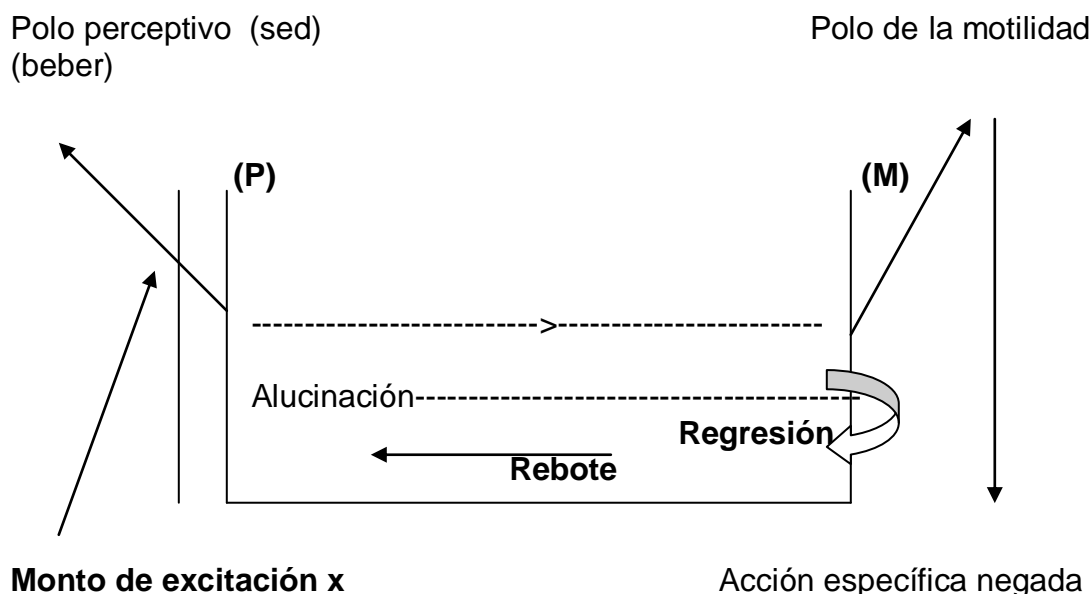 Polo perceptivo (sed)
(beber)
Polo de la motilidad
(P)
(M)
---------------------------->--------------------------
Alucinación------------------------------------------
Regresión
Rebote
Monto de excitación x
Acción específica negada